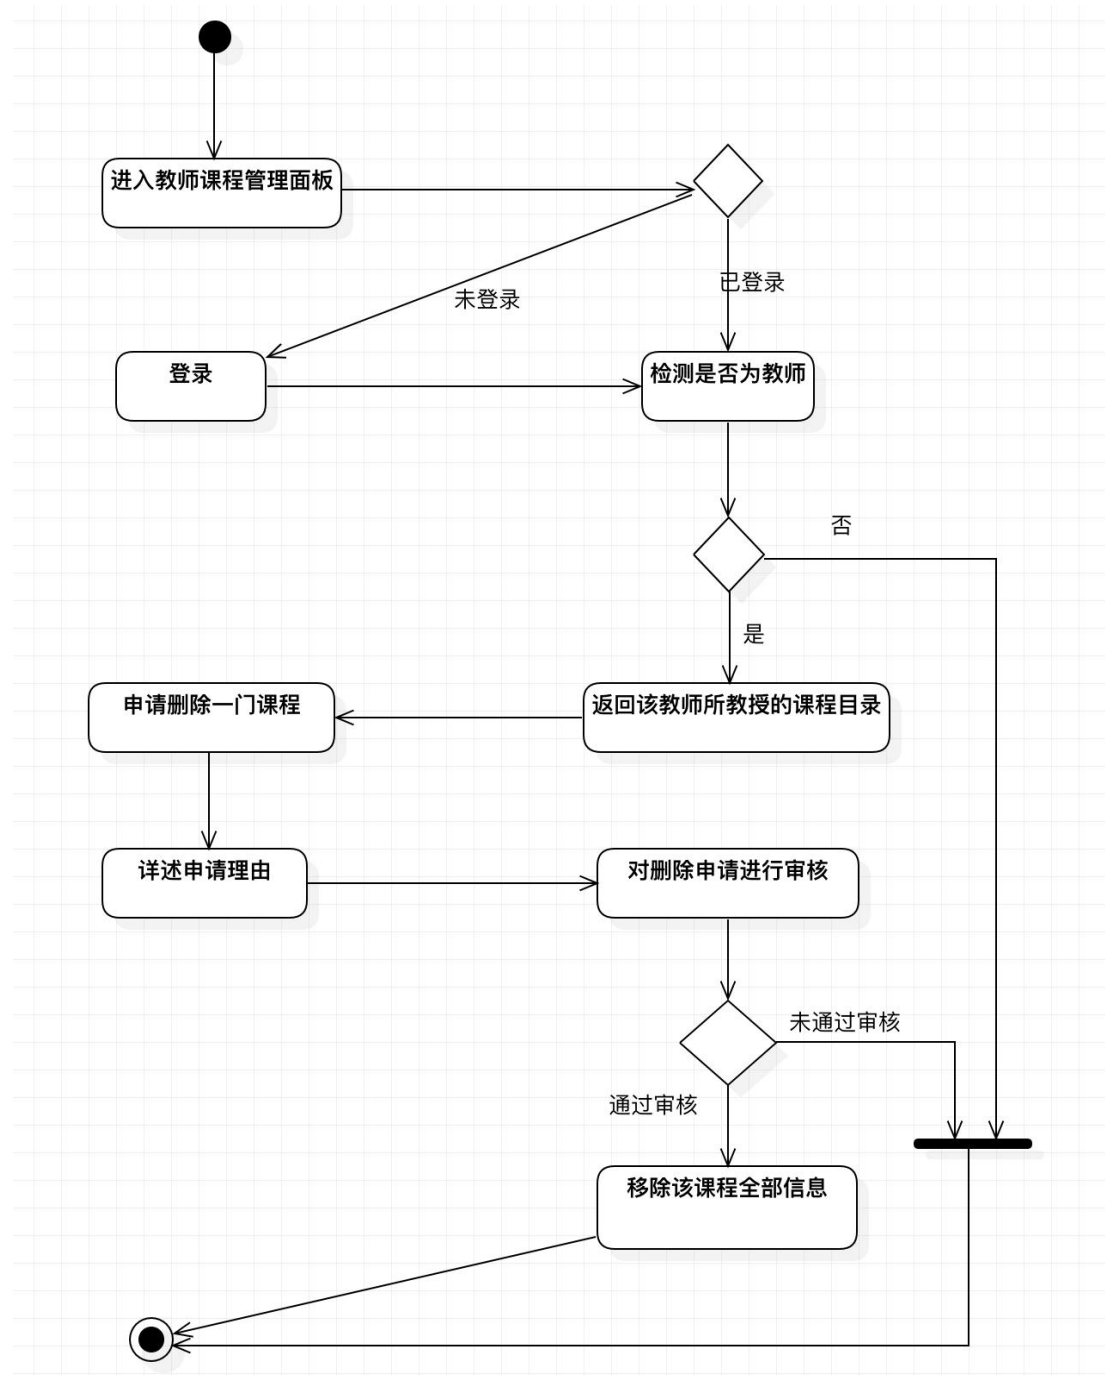 进入教师课程管理面板
已登录
未登录
登录
检测是否为教师
否
是
申请删除一门课程
返回该教师所教授的课程目录
详述申请理由
对删除申请进行审核
未通过审核
通过审核
移除该课程全部信息